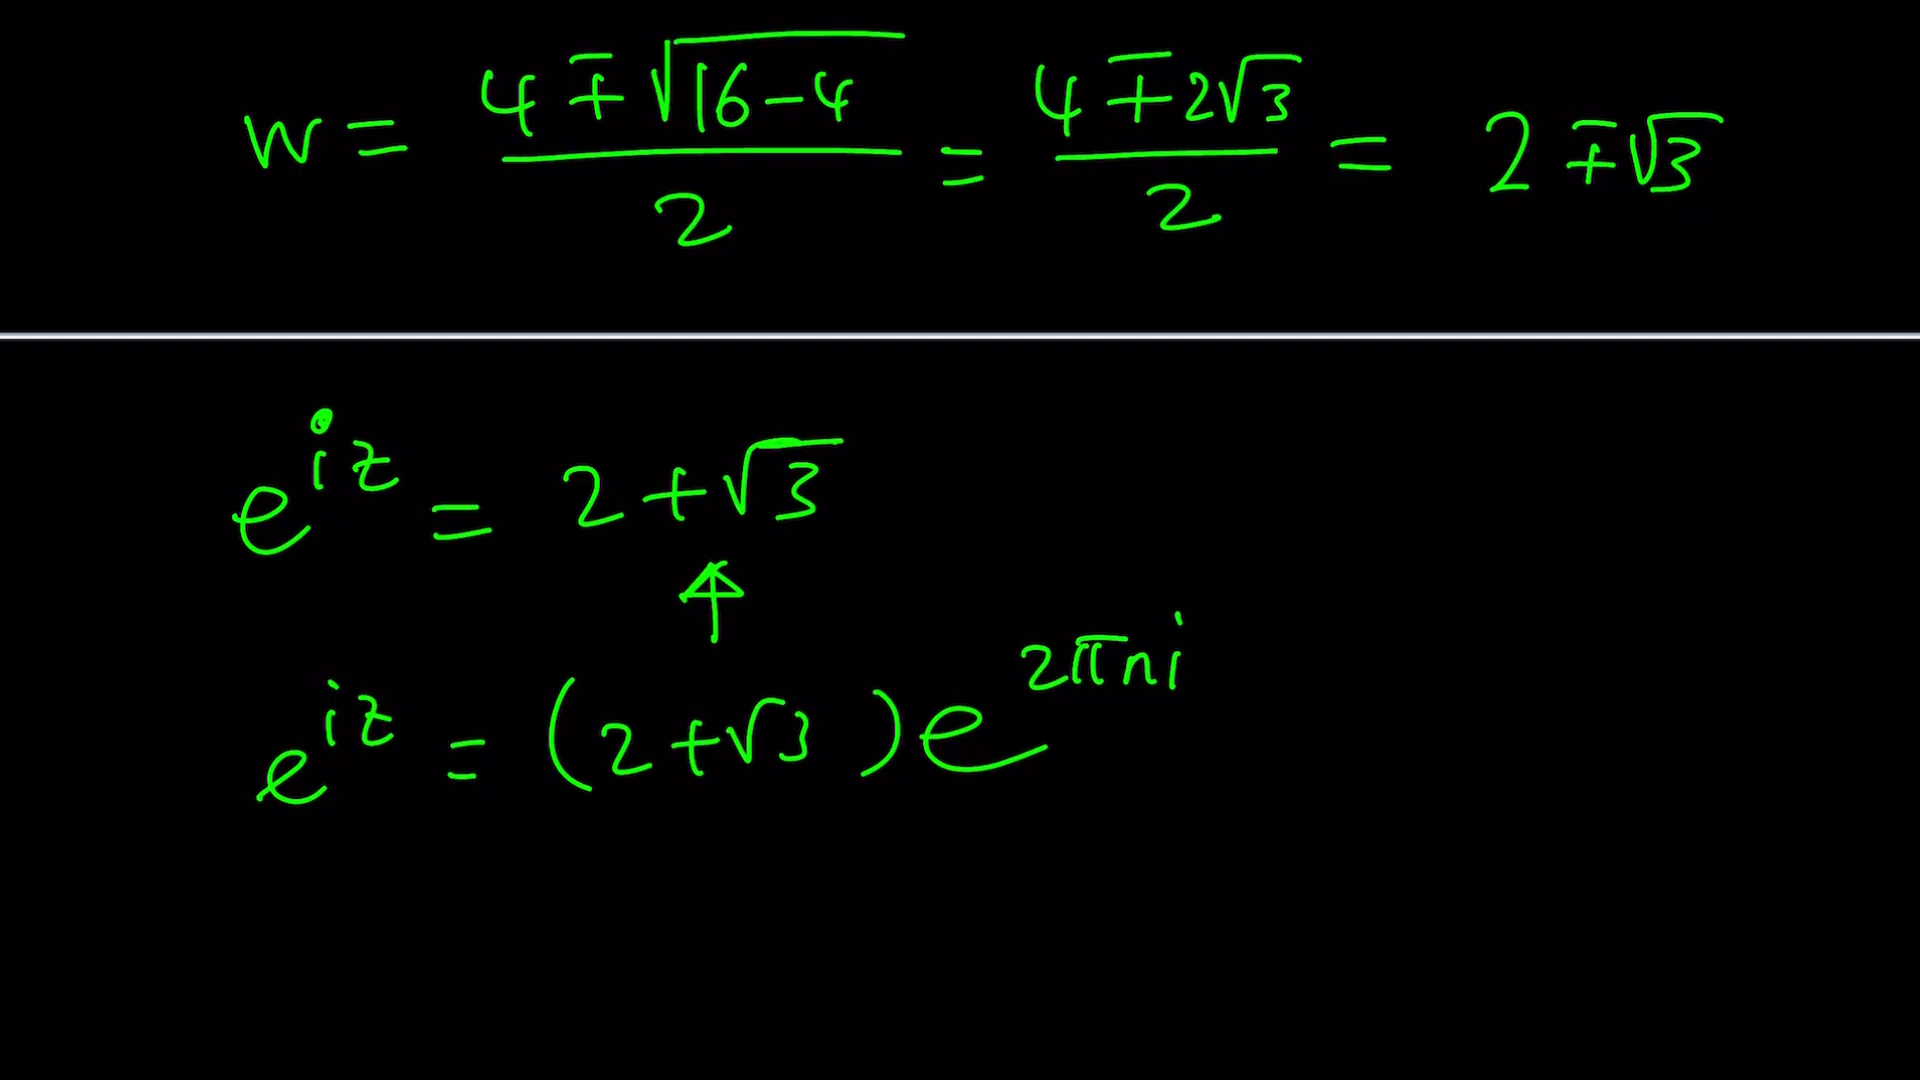 w = (4 ∓ √(16-4))/2 = (4 ∓ 2√3)/2 = 2 ∓ √3
e^{iz} = 2+√3
↑
e^{iz} = (2+√3) e^{2πni}